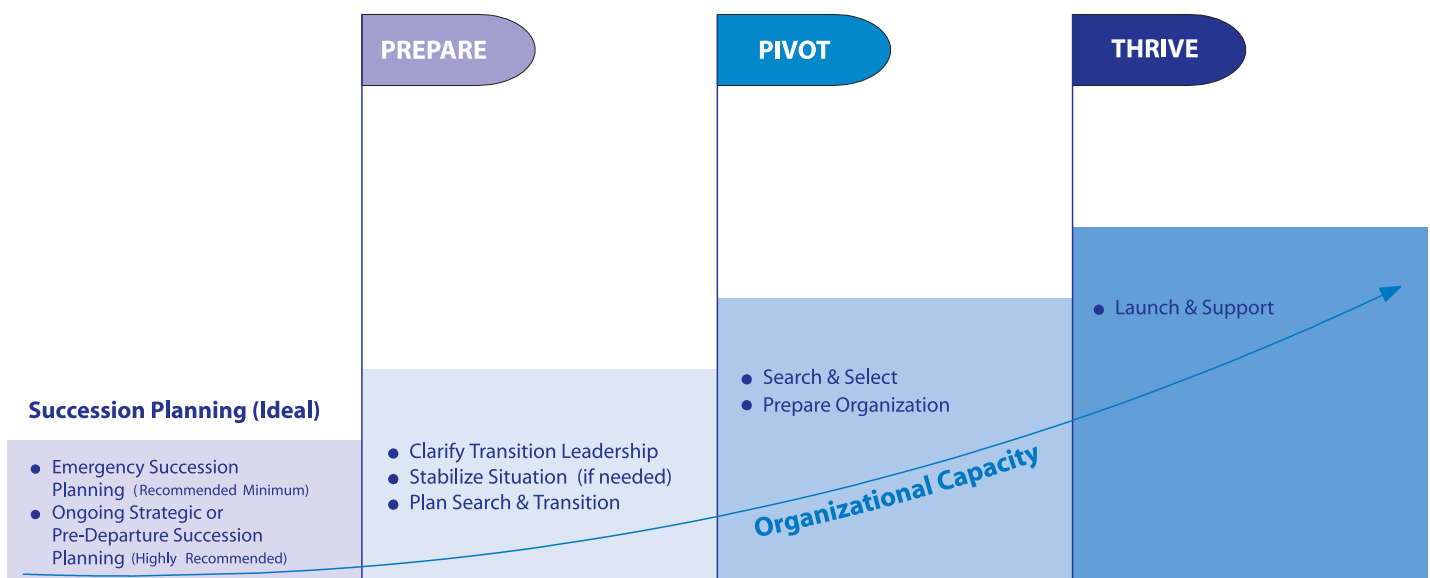 PREPARE
PIVOT
THRIVE
Succession Planning (Ideal)
● Emergency Succession
Planning (Recommended Minimum)
● Ongoing Strategic or
Pre-Departure Succession
Planning (Highly Recommended)
● Clarify Transition Leadership
● Stabilize Situation (if needed)
● Plan Search & Transition
● Search & Select
● Prepare Organization
● Launch & Support
Organizational Capacity